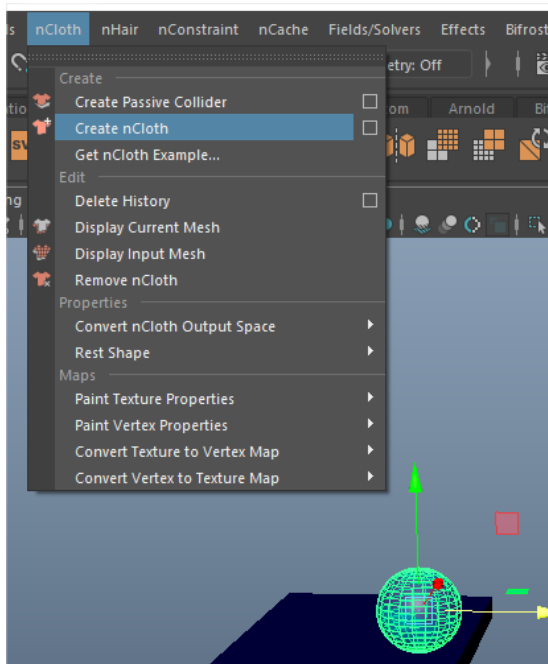 nCloth nHair nConstraint nCache Fields/Solvers Effects Bifrost
etry: Off
Create
Create Passive Collider
om Arnold Bi
Create nCloth
Get nCloth Example...
Edit
Delete History
Display Current Mesh
Display Input Mesh
Remove nCloth
Properties
Convert nCloth Output Space
Rest Shape
Maps
Paint Texture Properties
Paint Vertex Properties
Convert Texture to Vertex Map
Convert Vertex to Texture Map